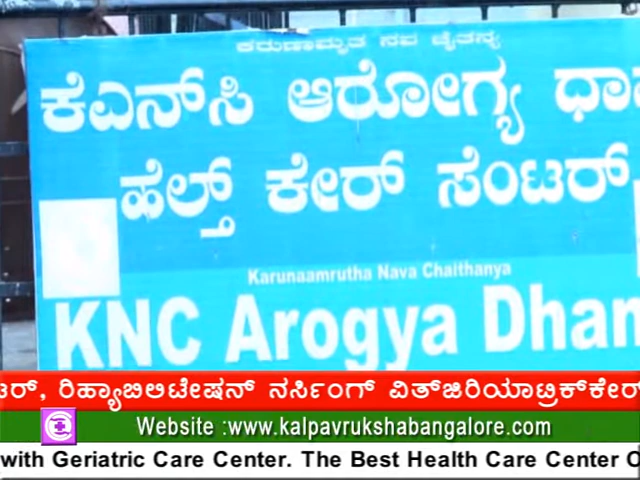 ಕರುಣಾಮೃತ ನವ ಚೈತನ್ಯ
ಕೆಎನ್‌ಸಿ ಆರೋಗ್ಯ ಧಾಮ
ಹೆಲ್ತ್ ಕೇರ್ ಸೆಂಟರ್
Karunaamrutha Nava Chaithanya
KNC Arogya Dham
ಟರ್, ರಿಹ್ಯಾಬಿಲಿಟೇಷನ್ ನರ್ಸಿಂಗ್ ವಿತ್‌ಜಿರಿಯಾಟ್ರಿಕ್‌ಕೇರ್
Website :www.kalpavrukshabangalore.com
with Geriatric Care Center. The Best Health Care Center O